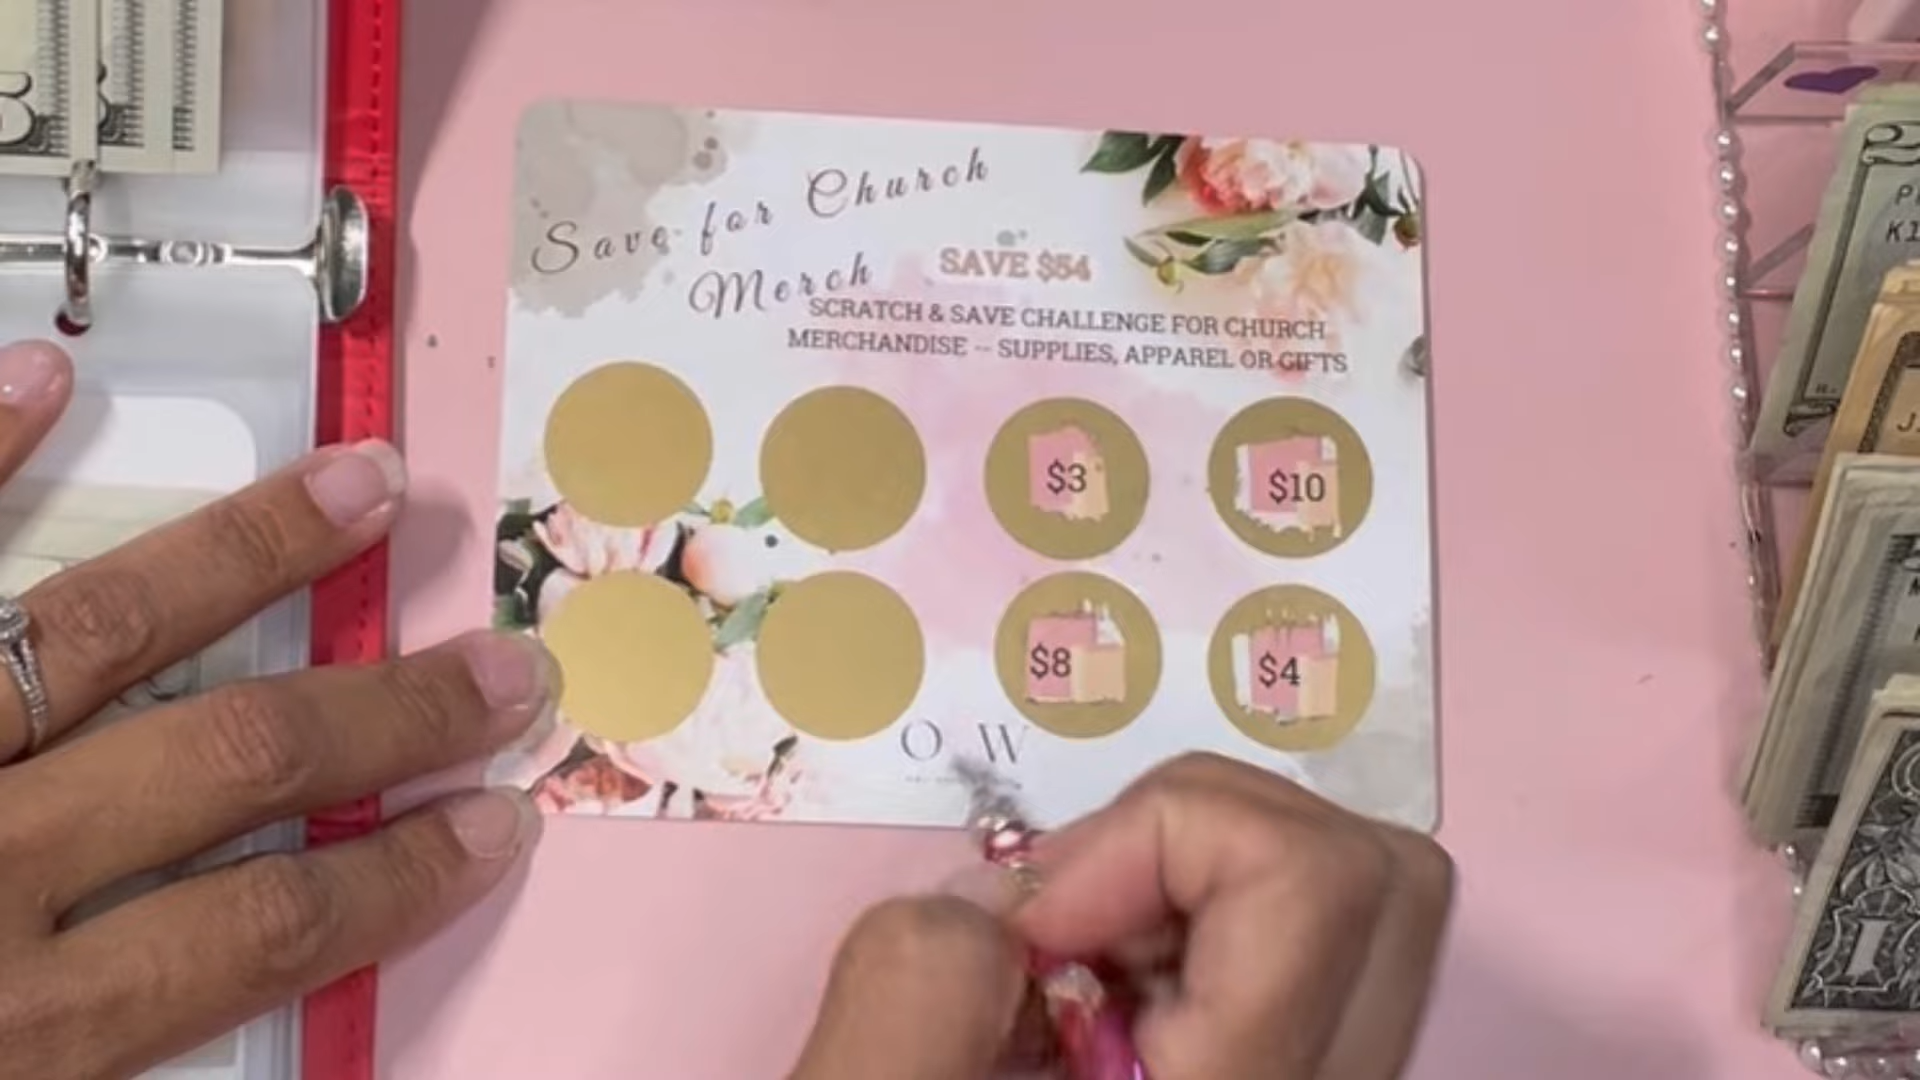 Save for Church
Merch
SAVE $54
SCRATCH & SAVE CHALLENGE FOR CHURCH
MERCHANDISE -- SUPPLIES, APPAREL OR GIFTS
$3
$10
$8
$4
O W
1